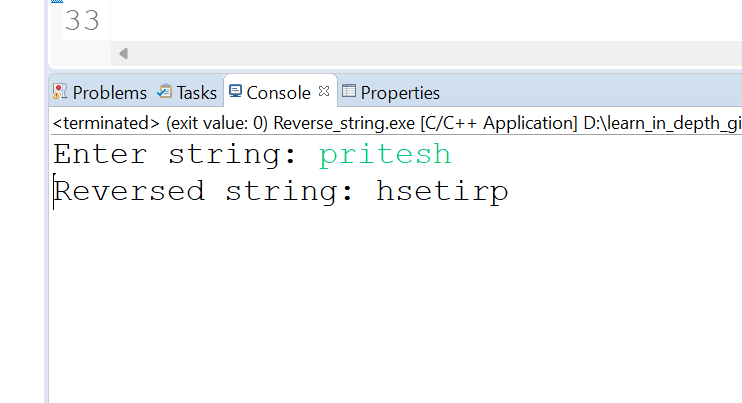 33
Problems Tasks Console Properties
<terminated> (exit value: 0) Reverse_string.exe [C/C++ Application] D:\learn_in_depth_gi
Enter string: pritesh
Reversed string: hsetirp